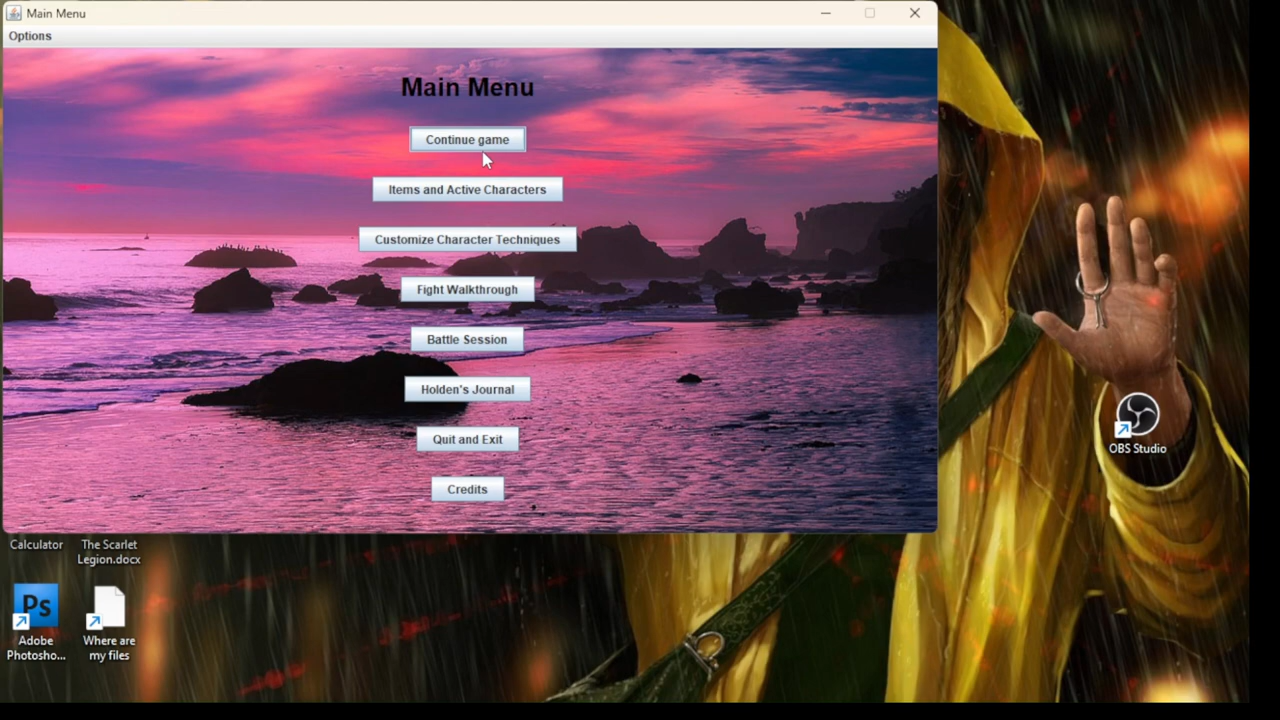 Main Menu
Options
Main Menu
Continue game
Items and Active Characters
Customize Character Techniques
Fight Walkthrough
Battle Session
Holden's Journal
Quit and Exit
Credits
OBS Studio
Calculator
The Scarlet
Legion.docx
Ps
Adobe
Photosho...
Where are
my files